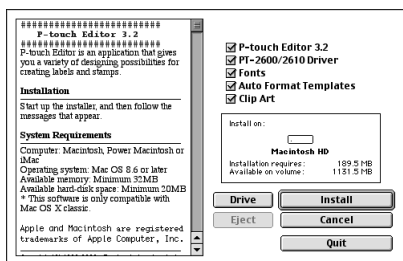 ##########################
P-touch Editor 3.2
##########################
P-touch Editor is an application that gives
you a variety of designing possibilities for
creating labels and stamps.
Installation
Start up the installer, and then follow the
messages that appear.
System Requirements
Computer: Macintosh, Power Macintosh or
iMac
Operating system: Mac OS 8.6 or later
Available memory: Minimum 32MB
Available hard-disk space: Minimum 20MB
* This software is only compatible with
Mac OS X classic.
Apple and Macintosh are registered
trademarks of Apple Computer, Inc.
P-touch Editor 3.2
PT-2600/2610 Driver
Fonts
Auto Format Templates
Clip Art
Install on:
Macintosh HD
Installation requires: 189.5 MB
Available on volume: 1131.5 MB
Drive
Install
Eject
Cancel
Quit